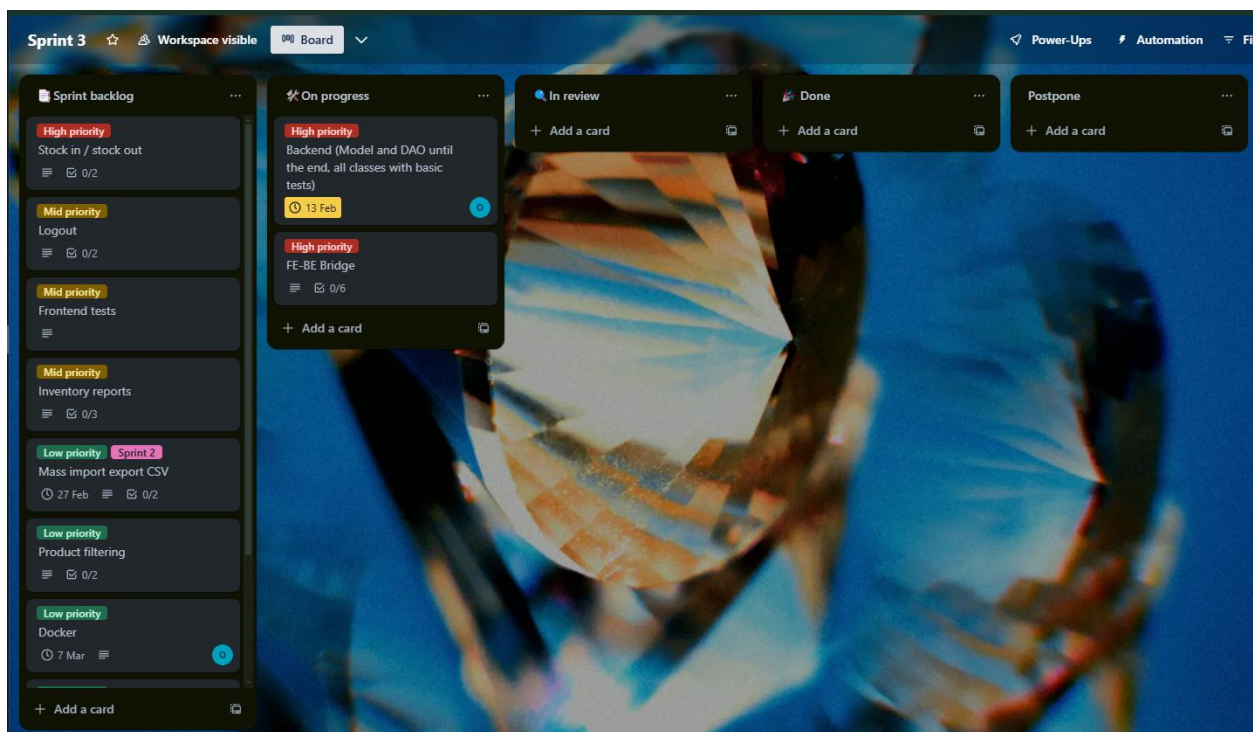 Sprint 3
Workspace visible
Board
Power-Ups
Automation
Sprint backlog
High priority
Stock in / stock out
0/2
Mid priority
Logout
0/2
Mid priority
Frontend tests
Mid priority
Inventory reports
0/3
Low priority Sprint 2
Mass import export CSV
27 Feb 0/2
Low priority
Product filtering
0/2
Low priority
Docker
7 Mar O
+ Add a card
On progress
High priority
Backend (Model and DAO until
the end, all classes with basic
tests)
13 Feb O
High priority
FE-BE Bridge
0/6
+ Add a card
In review
+ Add a card
Done
+ Add a card
Postpone
+ Add a card